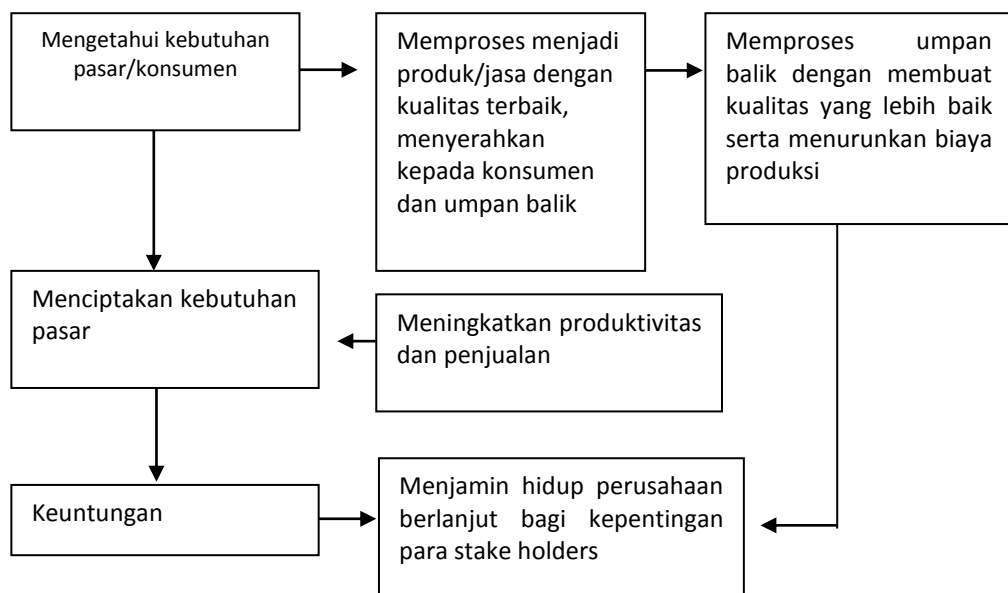 Mengetahui kebutuhan
pasar/konsumen
Memproses menjadi
produk/jasa dengan
kualitas terbaik,
menyerahkan
kepada konsumen
dan umpan balik
Memproses umpan
balik dengan membuat
kualitas yang lebih baik
serta menurunkan biaya
produksi
Menciptakan kebutuhan
pasar
Meningkatkan produktivitas
dan penjualan
Keuntungan
Menjamin hidup perusahaan
berlanjut bagi kepentingan
para stake holders